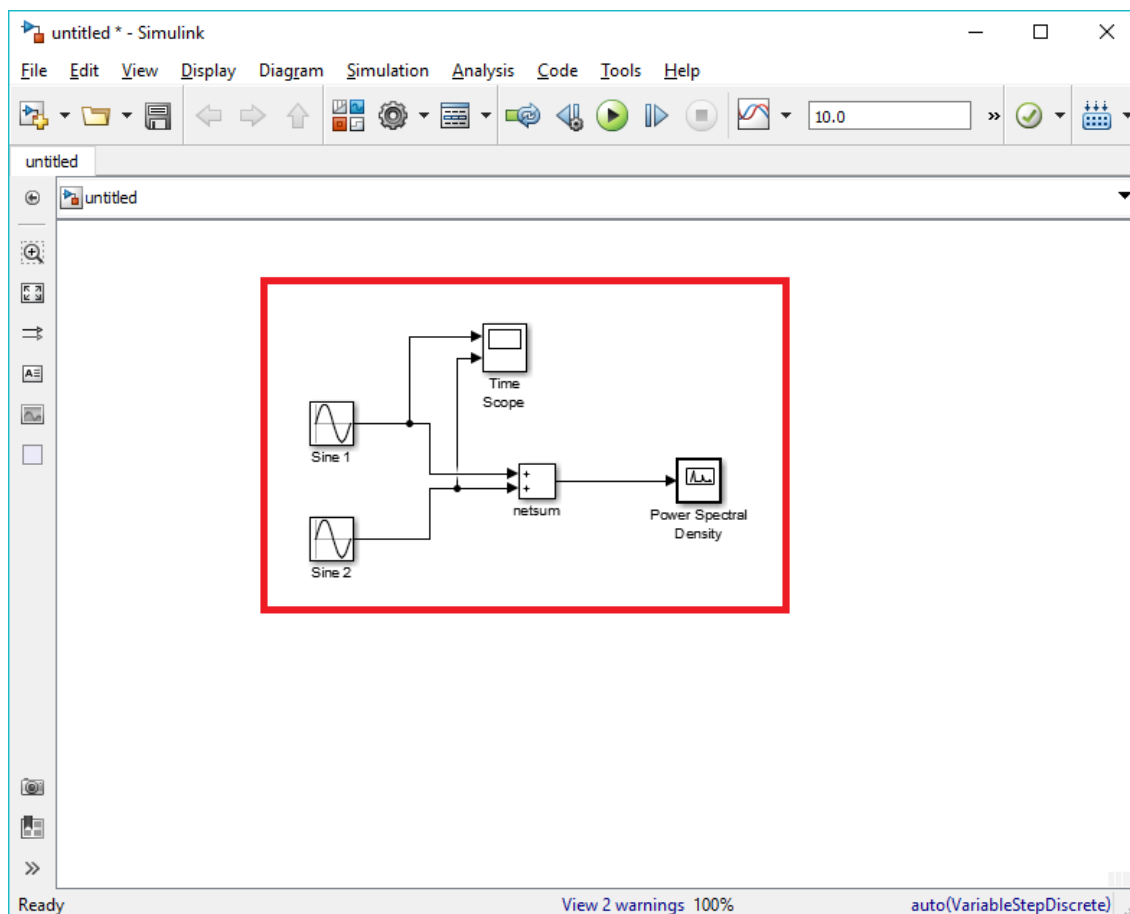 untitled * - Simulink
File Edit View Display Diagram Simulation Analysis Code Tools Help
10.0 »
untitled
untitled
Time
Scope
Sine 1
+
+
netsum
Power Spectral
Density
Sine 2
A
»
Ready View 2 warnings 100% auto(VariableStepDiscrete)